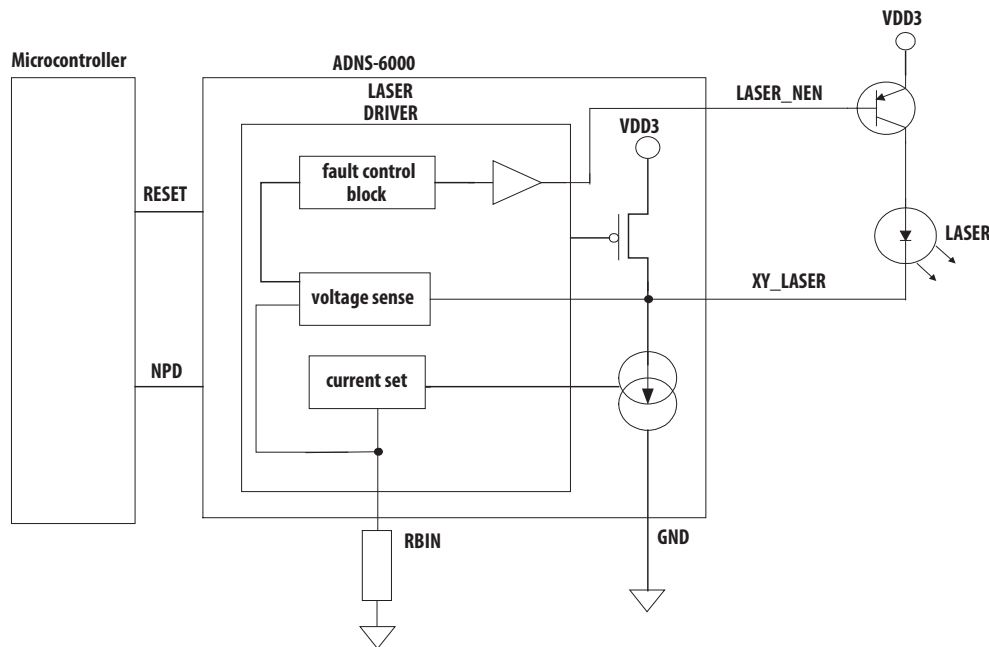 VDD3
Microcontroller
ADNS-6000
LASER
DRIVER
LASER_NEN
VDD3
fault control
block
RESET
LASER
voltage sense
XY_LASER
NPD
current set
RBIN
GND